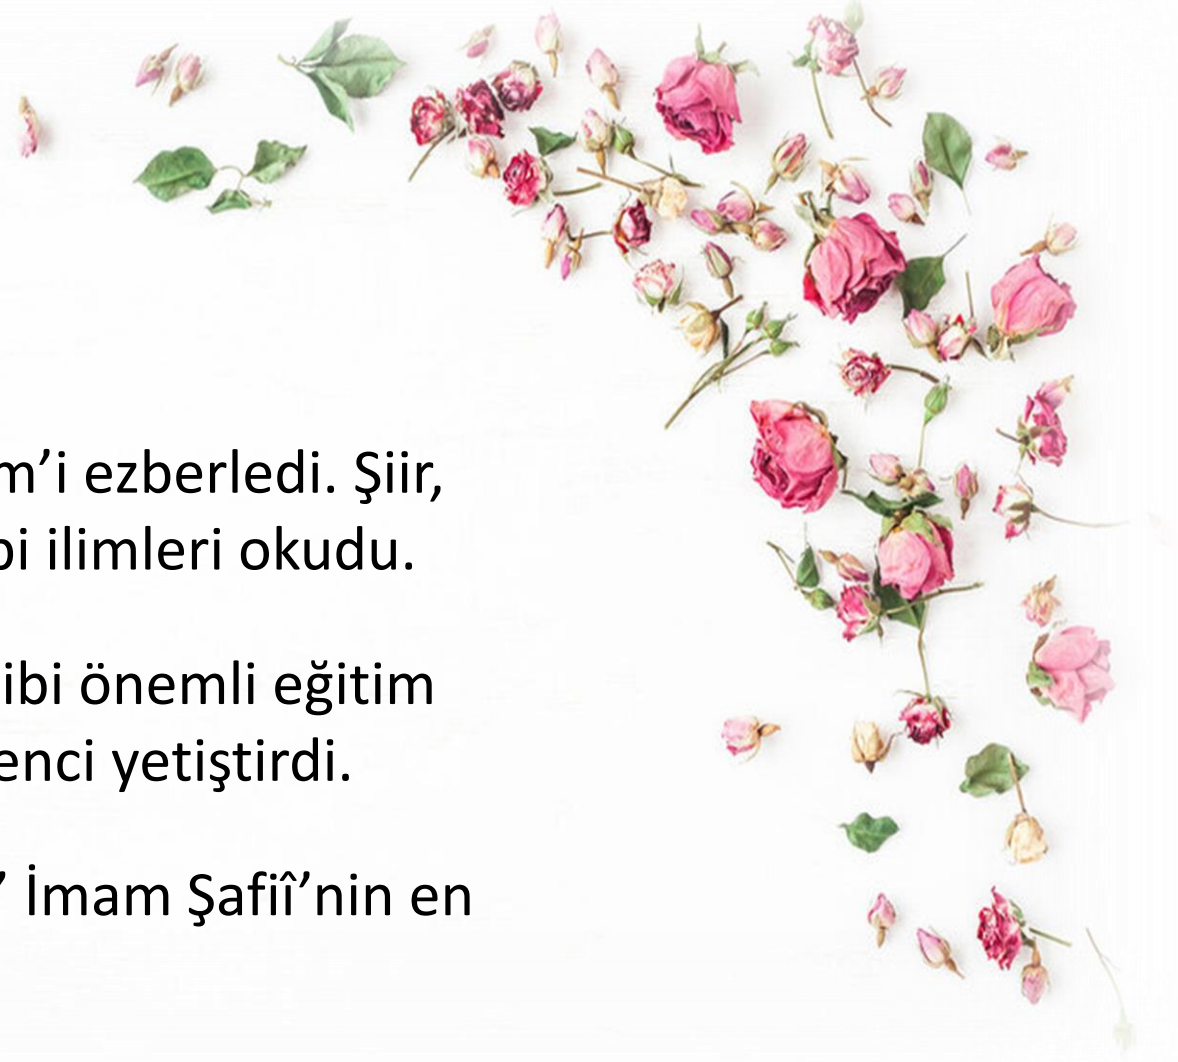 m’i ezberledi. Şiir,
bi ilimleri okudu.
ibi önemli eğitim
enci yetiştirdi.
’ İmam Şafiî’nin en